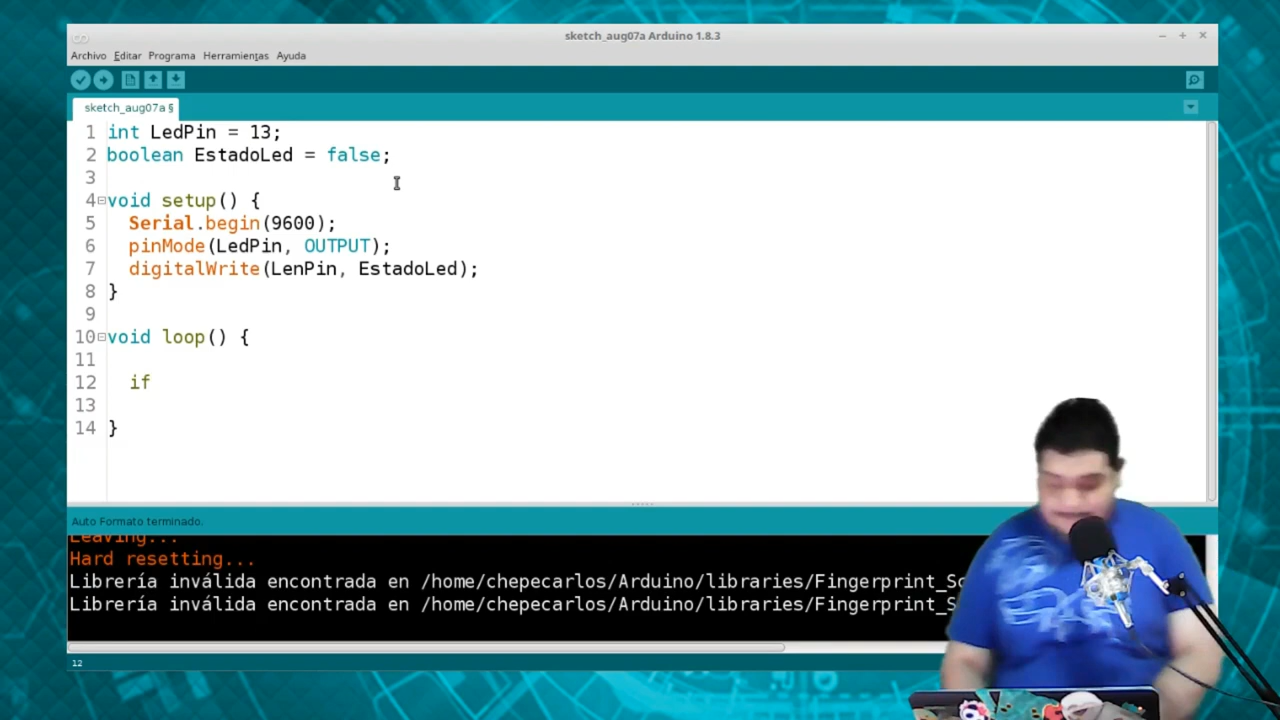 sketch_aug07a Arduino 1.8.3
Archivo Editar Programa Herramientas Ayuda
sketch_aug07a §
1 int LedPin = 13;
2 boolean EstadoLed = false;
3
4 void setup() {
5 Serial.begin(9600);
6 pinMode(LedPin, OUTPUT);
7 digitalWrite(LenPin, EstadoLed);
8 }
9
10 void loop() {
11
12 if
13
14 }
Auto Formato terminado.
Leaving...
Hard resetting...
Librería inválida encontrada en /home/chepecarlos/Arduino/libraries/Fingerprint_
Librería inválida encontrada en /home/chepecarlos/Arduino/libraries/Fingerprint_
12